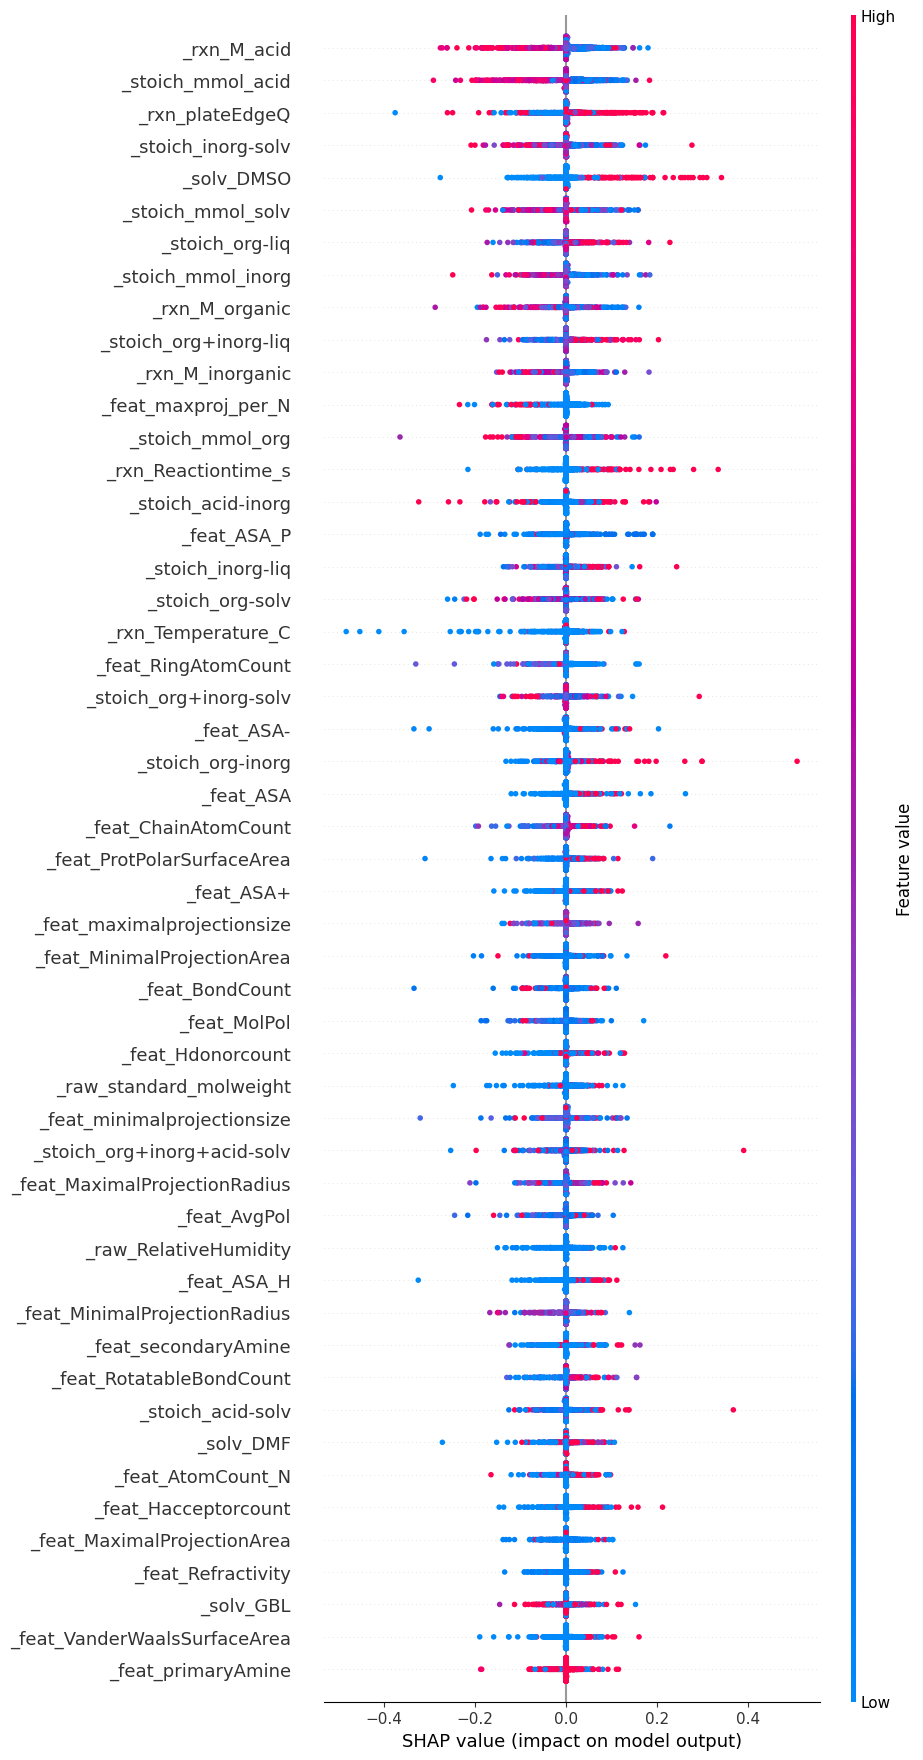 High
_rxn_M_acid
_stoich_mmol_acid
_rxn_plateEdgeQ
_stoich_inorg-solv
_solv_DMSO
_stoich_mmol_solv
_stoich_org-liq
_stoich_mmol_inorg
_rxn_M_organic
_stoich_org+inorg-liq
_rxn_M_inorganic
_feat_maxproj_per_N
_stoich_mmol_org
_rxn_Reactiontime_s
_stoich_acid-inorg
_feat_ASA_P
_stoich_inorg-liq
_stoich_org-solv
_rxn_Temperature_C
_feat_RingAtomCount
_stoich_org+inorg-solv
_feat_ASA-
_stoich_org-inorg
_feat_ASA
_feat_ChainAtomCount
_feat_ProtPolarSurfaceArea
_feat_ASA+
_feat_maximalprojectionsize
_feat_MinimalProjectionArea
_feat_BondCount
_feat_MolPol
_feat_Hdonorcount
_raw_standard_molweight
_feat_minimalprojectionsize
_stoich_org+inorg+acid-solv
_feat_MaximalProjectionRadius
_feat_AvgPol
_raw_RelativeHumidity
_feat_ASA_H
_feat_MinimalProjectionRadius
_feat_secondaryAmine
_feat_RotatableBondCount
_stoich_acid-solv
_solv_DMF
_feat_AtomCount_N
_feat_Hacceptorcount
_feat_MaximalProjectionArea
_feat_Refractivity
_solv_GBL
_feat_VanderWaalsSurfaceArea
_feat_primaryAmine
Feature value
Low
−0.4 −0.2 0.0 0.2 0.4
SHAP value (impact on model output)